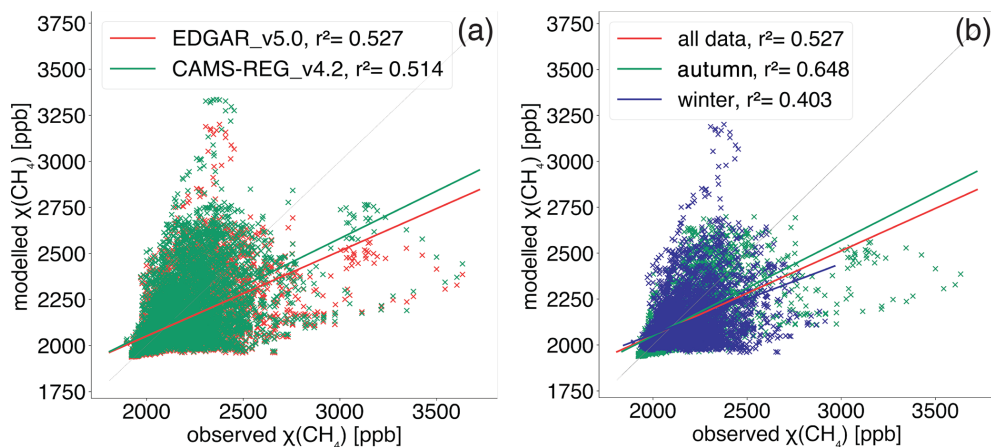 (a)
EDGAR_v5.0, r²= 0.527
CAMS-REG_v4.2, r²= 0.514
3750
3500
3250
3000
2750
2500
2250
2000
1750
modelled χ(CH₄) [ppb]
2000 2500 3000 3500
observed χ(CH₄) [ppb]
(b)
all data, r²= 0.527
autumn, r²= 0.648
winter, r²= 0.403
3750
3500
3250
3000
2750
2500
2250
2000
1750
modelled χ(CH₄) [ppb]
2000 2500 3000 3500
observed χ(CH₄) [ppb]